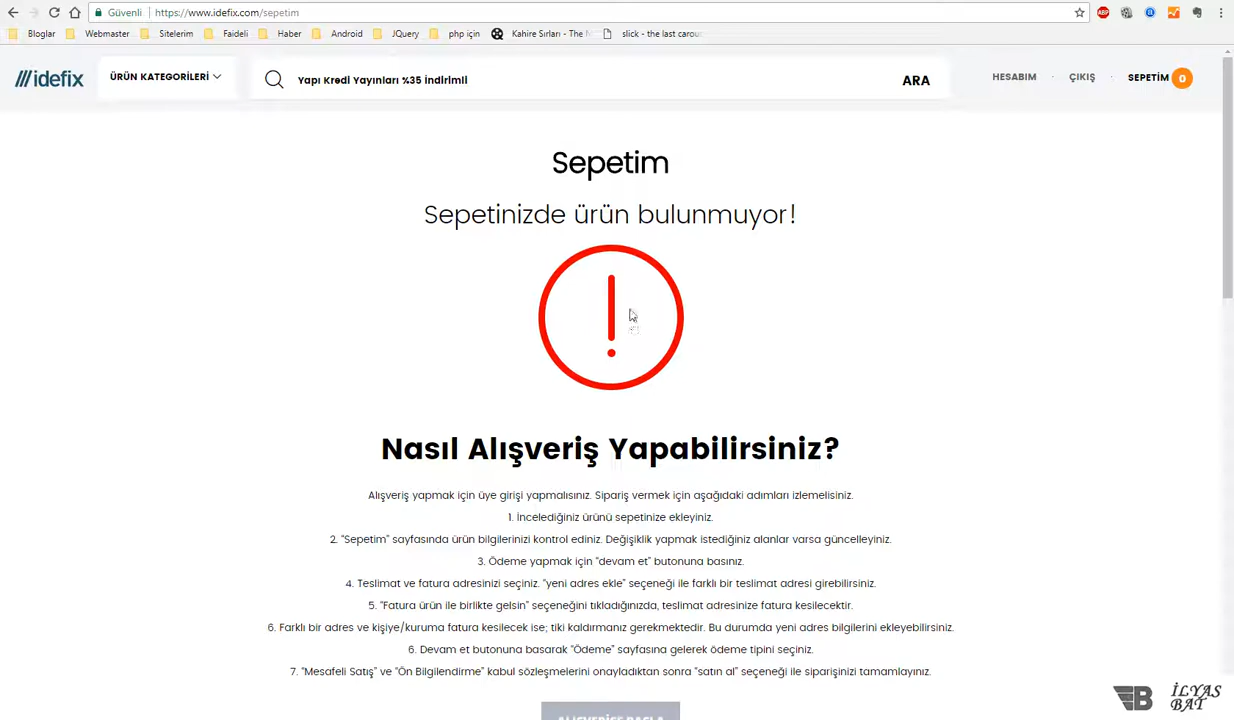 Güvenli
https://www.idefix.com/sepetim
Bloglar
Webmaster
Sitelerim
Faideli
Haber
Android
JQuery
php için
Kahire Sırları - The
slick - the last carou
idefix
ÜRÜN KATEGORİLERİ
Yapı Kredi Yayınları %35 İndirimli
ARA
HESABIM
ÇIKIŞ
SEPETİM 0
Sepetim
Sepetinizde ürün bulunmuyor!
Nasıl Alışveriş Yapabilirsiniz?
Alışveriş yapmak için üye girişi yapmalısınız. Sipariş vermek için aşağıdaki adımları izlemelisiniz.
1. İncelediğiniz ürünü sepetinize ekleyiniz.
2. "Sepetim" sayfasında ürün bilgilerinizi kontrol ediniz. Değişiklik yapmak istediğiniz alanlar varsa güncelleyiniz.
3. Ödeme yapmak için "devam et" butonuna basınız.
4. Teslimat ve fatura adresinizi seçiniz. "yeni adres ekle" seçeneği ile farklı bir teslimat adresi girebilirsiniz.
5. "Fatura ürün ile birlikte gelsin" seçeneğini tıkladığınızda, teslimat adresinize fatura kesilecektir.
6. Farklı bir adres ve kişiye/kuruma fatura kesilecek ise; tiki kaldırmanız gerekmektedir. Bu durumda yeni adres bilgilerini ekleyebilirsiniz.
6. Devam et butonuna basarak "Ödeme" sayfasına gelerek ödeme tipini seçiniz.
7. "Mesafeli Satış" ve "Ön Bilgilendirme" kabul sözleşmelerini onayladıktan sonra "satın al" seçeneği ile siparişinizi tamamlayınız.
ALIŞVERİŞE BAŞLA
İLYAS
BAT